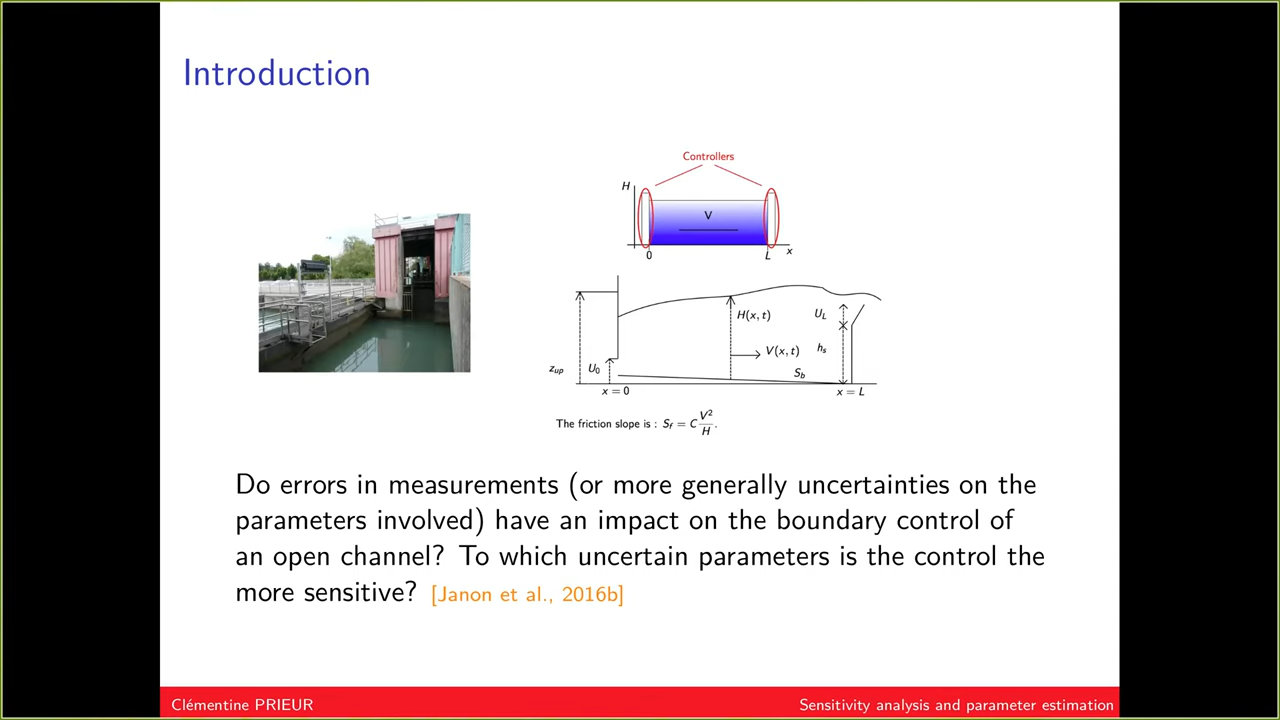 Introduction
Controllers
H
V
0
L
x
H(x, t)
U_L
V(x, t)
h_s
z_up
U_0
S_b
x = 0
x = L
The friction slope is : S_f = C V²/H.
Do errors in measurements (or more generally uncertainties on the
parameters involved) have an impact on the boundary control of
an open channel? To which uncertain parameters is the control the
more sensitive? [Janon et al., 2016b]
Clémentine PRIEUR
Sensitivity analysis and parameter estimation